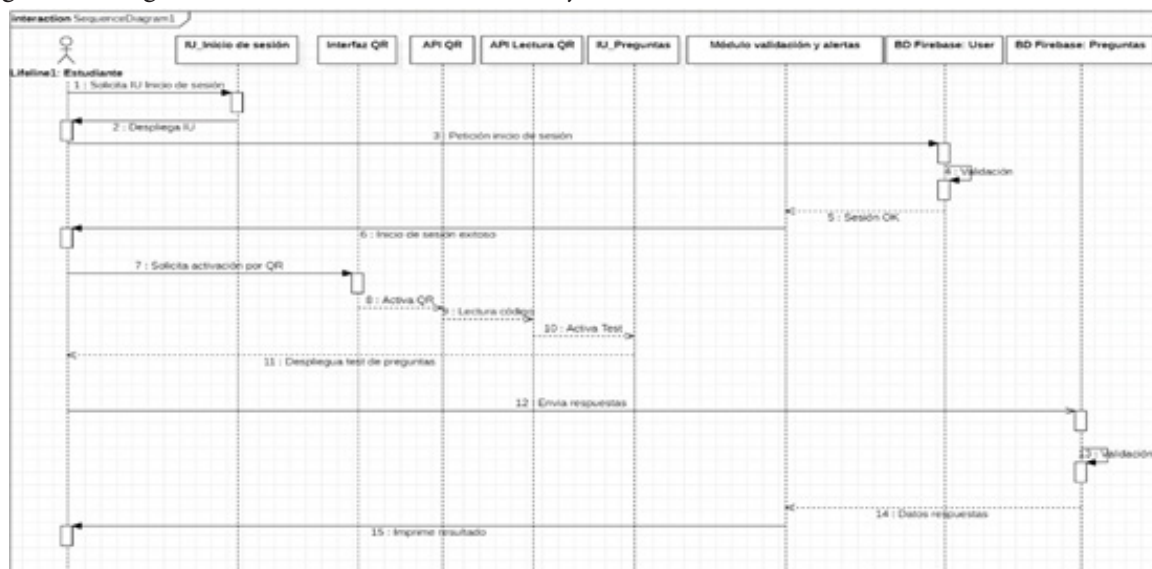 interaction SequenceDiagram1
IU_Inicio de sesión
Interfaz QR
API QR
API Lectura QR
IU_Preguntas
Módulo validación y alertas
BD Firebase: User
BD Firebase: Preguntas
Lifeline1: Estudiante
1 : Solicita IU Inicio de sesión
2 : Despliega IU
3 : Petición inicio de sesión
4 : Validación
5 : Sesión OK
6 : Inicio de sesión exitoso
7 : Solicita activación por QR
8 : Activa QR
9 : Lectura código
10 : Activa Test
11 : Despliegua test de preguntas
12 : Envia respuestas
13 : Validación
14 : Datos respuestas
15 : Imprime resultado